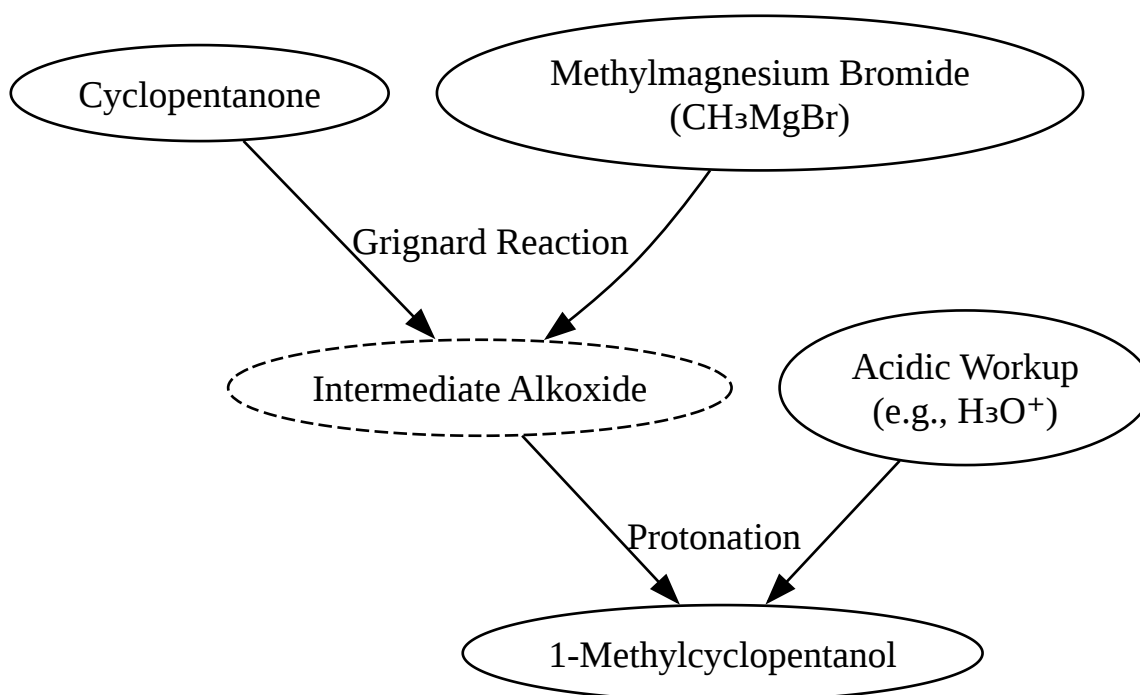 Cyclopentanone
Methylmagnesium Bromide
(CH₃MgBr)
Grignard Reaction
Intermediate Alkoxide
Acidic Workup
(e.g., H₃O⁺)
Protonation
1-Methylcyclopentanol